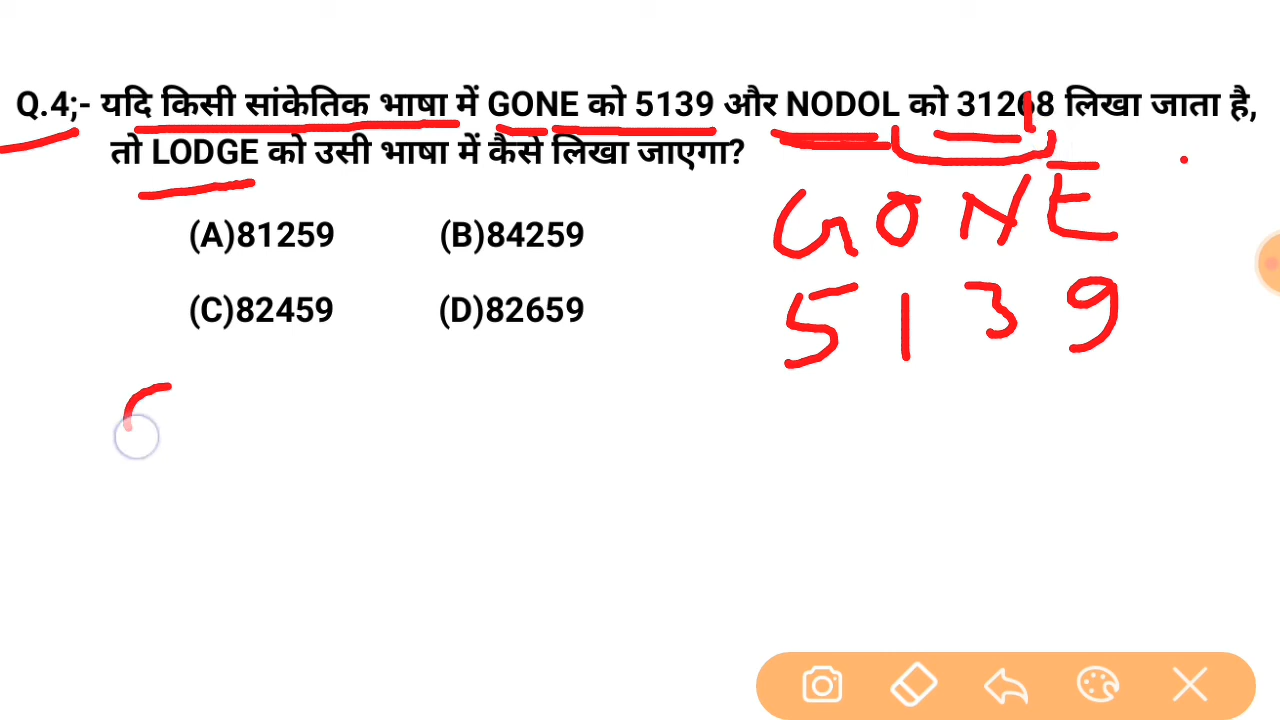 Q.4;- यदि किसी सांकेतिक भाषा में GONE को 5139 और NODOL को 31268 लिखा जाता है,
तो LODGE को उसी भाषा में कैसे लिखा जाएगा?
(A)81259 (B)84259
(C)82459 (D)82659
GONE
5139